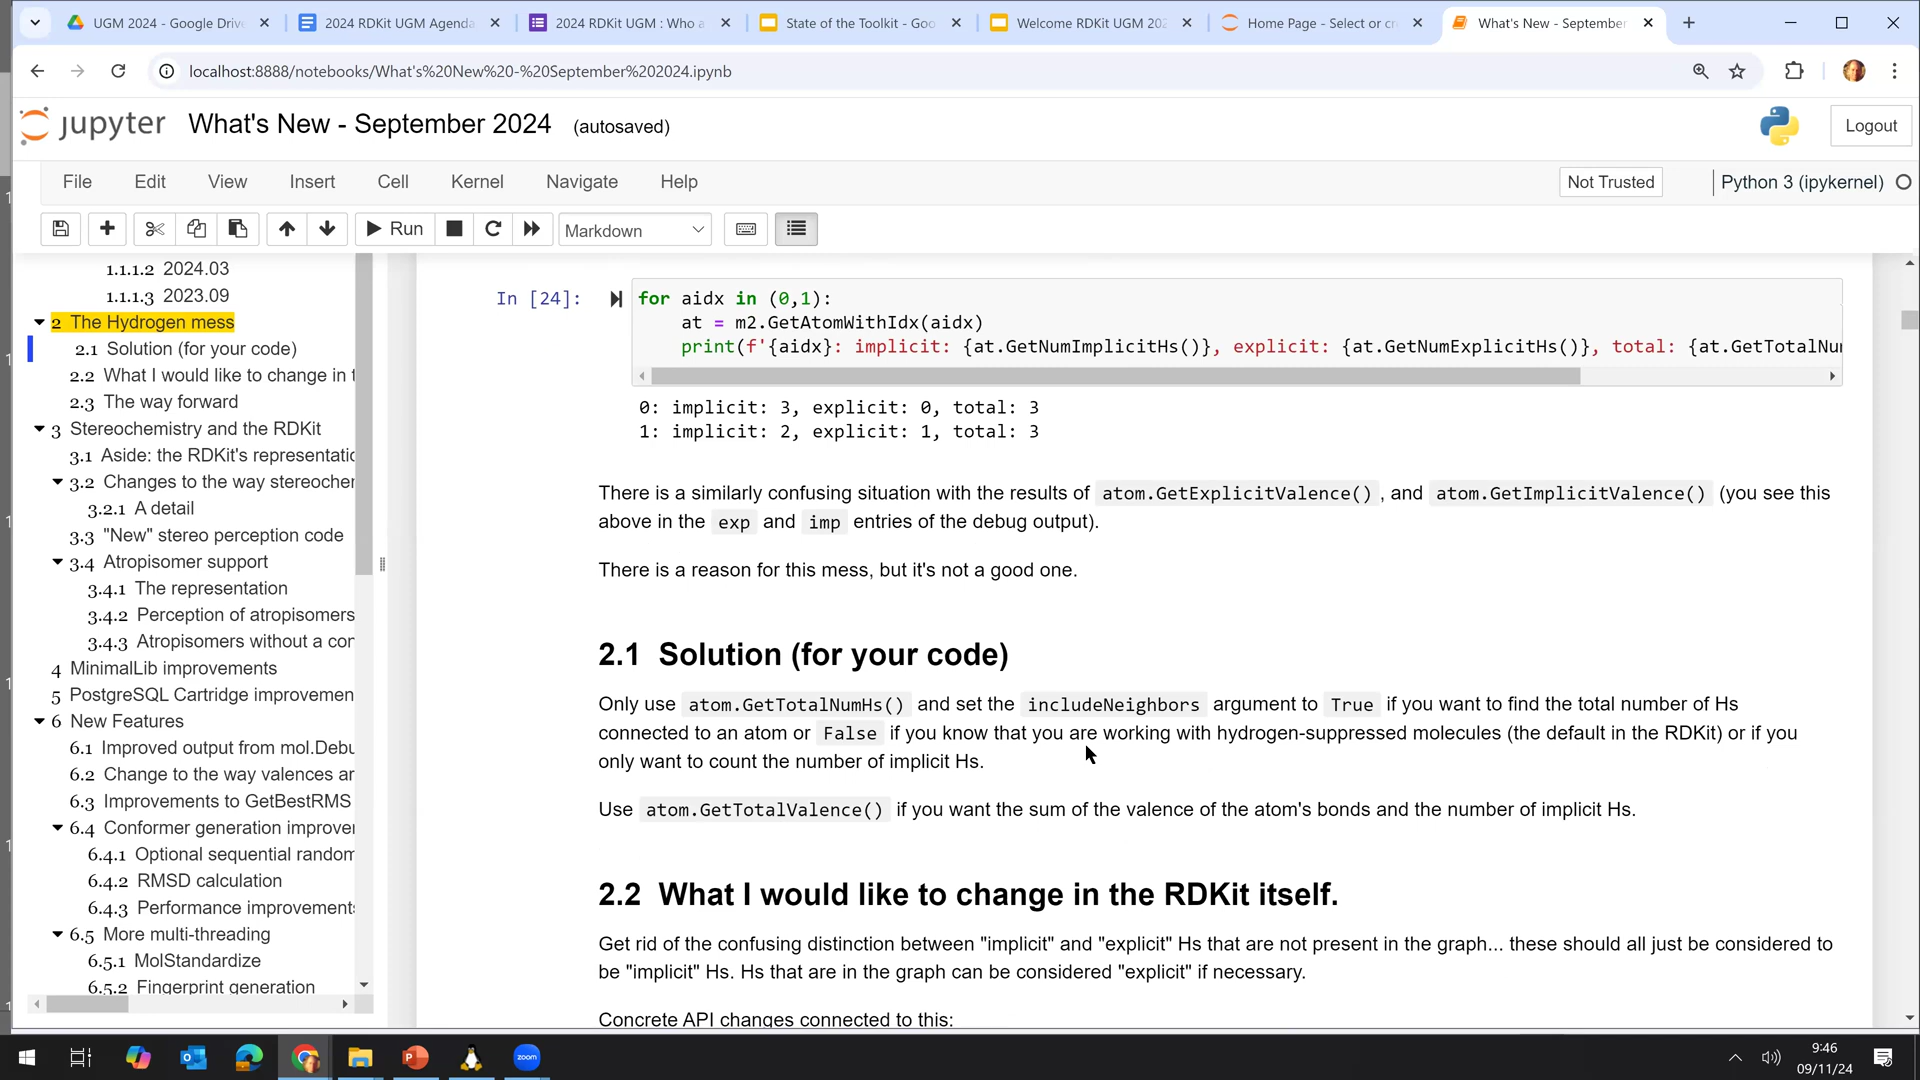 UGM 2024 - Google Drive
2024 RDKit UGM Agenda
2024 RDKit UGM : Who a
State of the Toolkit - Goo
Welcome RDKit UGM 202
Home Page - Select or cr
What's New - September
localhost:8888/notebooks/What's%20New%20-%20September%202024.ipynb
jupyter What's New - September 2024 (autosaved)
Logout
File Edit View Insert Cell Kernel Navigate Help
Not Trusted
Python 3 (ipykernel)
Run
Markdown
1.1.1.2 2024.03
1.1.1.3 2023.09
2 The Hydrogen mess
2.1 Solution (for your code)
2.2 What I would like to change in t
2.3 The way forward
3 Stereochemistry and the RDKit
3.1 Aside: the RDKit's representatio
3.2 Changes to the way stereocher
3.2.1 A detail
3.3 "New" stereo perception code
3.4 Atropisomer support
3.4.1 The representation
3.4.2 Perception of atropisomers
3.4.3 Atropisomers without a con
4 MinimalLib improvements
5 PostgreSQL Cartridge improvemen
6 New Features
6.1 Improved output from mol.Debu
6.2 Change to the way valences ar
6.3 Improvements to GetBestRMS
6.4 Conformer generation improver
6.4.1 Optional sequential random
6.4.2 RMSD calculation
6.4.3 Performance improvements
6.5 More multi-threading
6.5.1 MolStandardize
6.5.2 Fingerprint generation
In [24]:
for aidx in (0,1):
at = m2.GetAtomWithIdx(aidx)
print(f'{aidx}: implicit: {at.GetNumImplicitHs()}, explicit: {at.GetNumExplicitHs()}, total: {at.GetTotalNu
0: implicit: 3, explicit: 0, total: 3
1: implicit: 2, explicit: 1, total: 3
There is a similarly confusing situation with the results of atom.GetExplicitValence() , and atom.GetImplicitValence() (you see this
above in the exp and imp entries of the debug output).
There is a reason for this mess, but it's not a good one.
2.1 Solution (for your code)
Only use atom.GetTotalNumHs() and set the includeNeighbors argument to True if you want to find the total number of Hs
connected to an atom or False if you know that you are working with hydrogen-suppressed molecules (the default in the RDKit) or if you
only want to count the number of implicit Hs.
Use atom.GetTotalValence() if you want the sum of the valence of the atom's bonds and the number of implicit Hs.
2.2 What I would like to change in the RDKit itself.
Get rid of the confusing distinction between "implicit" and "explicit" Hs that are not present in the graph... these should all just be considered to
be "implicit" Hs. Hs that are in the graph can be considered "explicit" if necessary.
Concrete API changes connected to this:
zoom
9:46
09/11/24